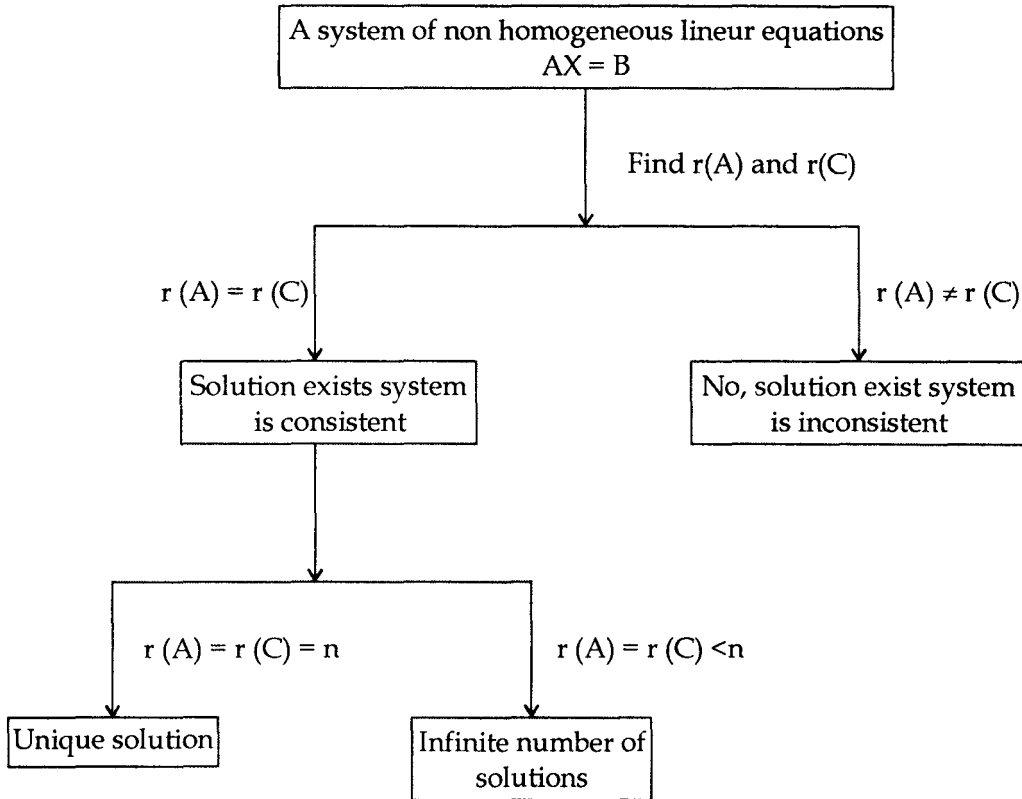 A system of non homogeneous lineur equations
AX = B
Find r(A) and r(C)
r (A) = r (C)
r (A) ≠ r (C)
Solution exists system
is consistent
No, solution exist system
is inconsistent
r (A) = r (C) = n
r (A) = r (C) <n
Unique solution
Infinite number of
solutions